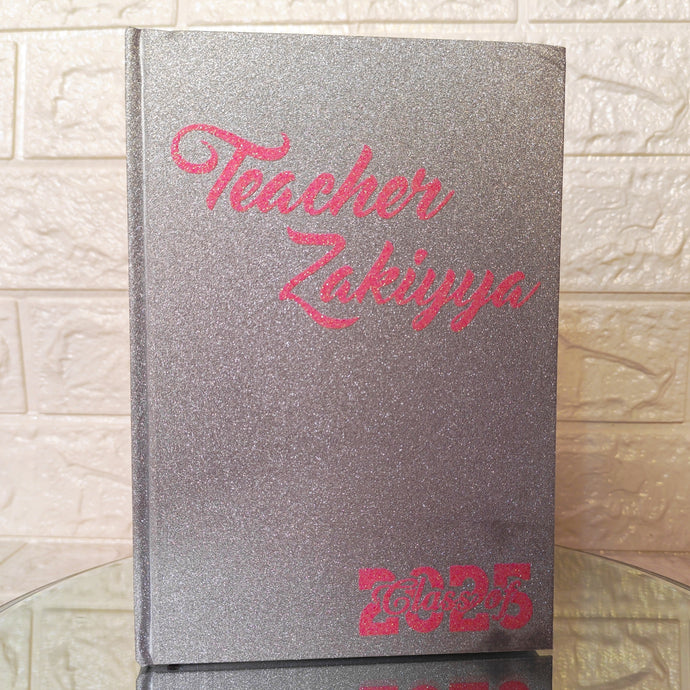 Teacher
Zakiyya
Class of
2025